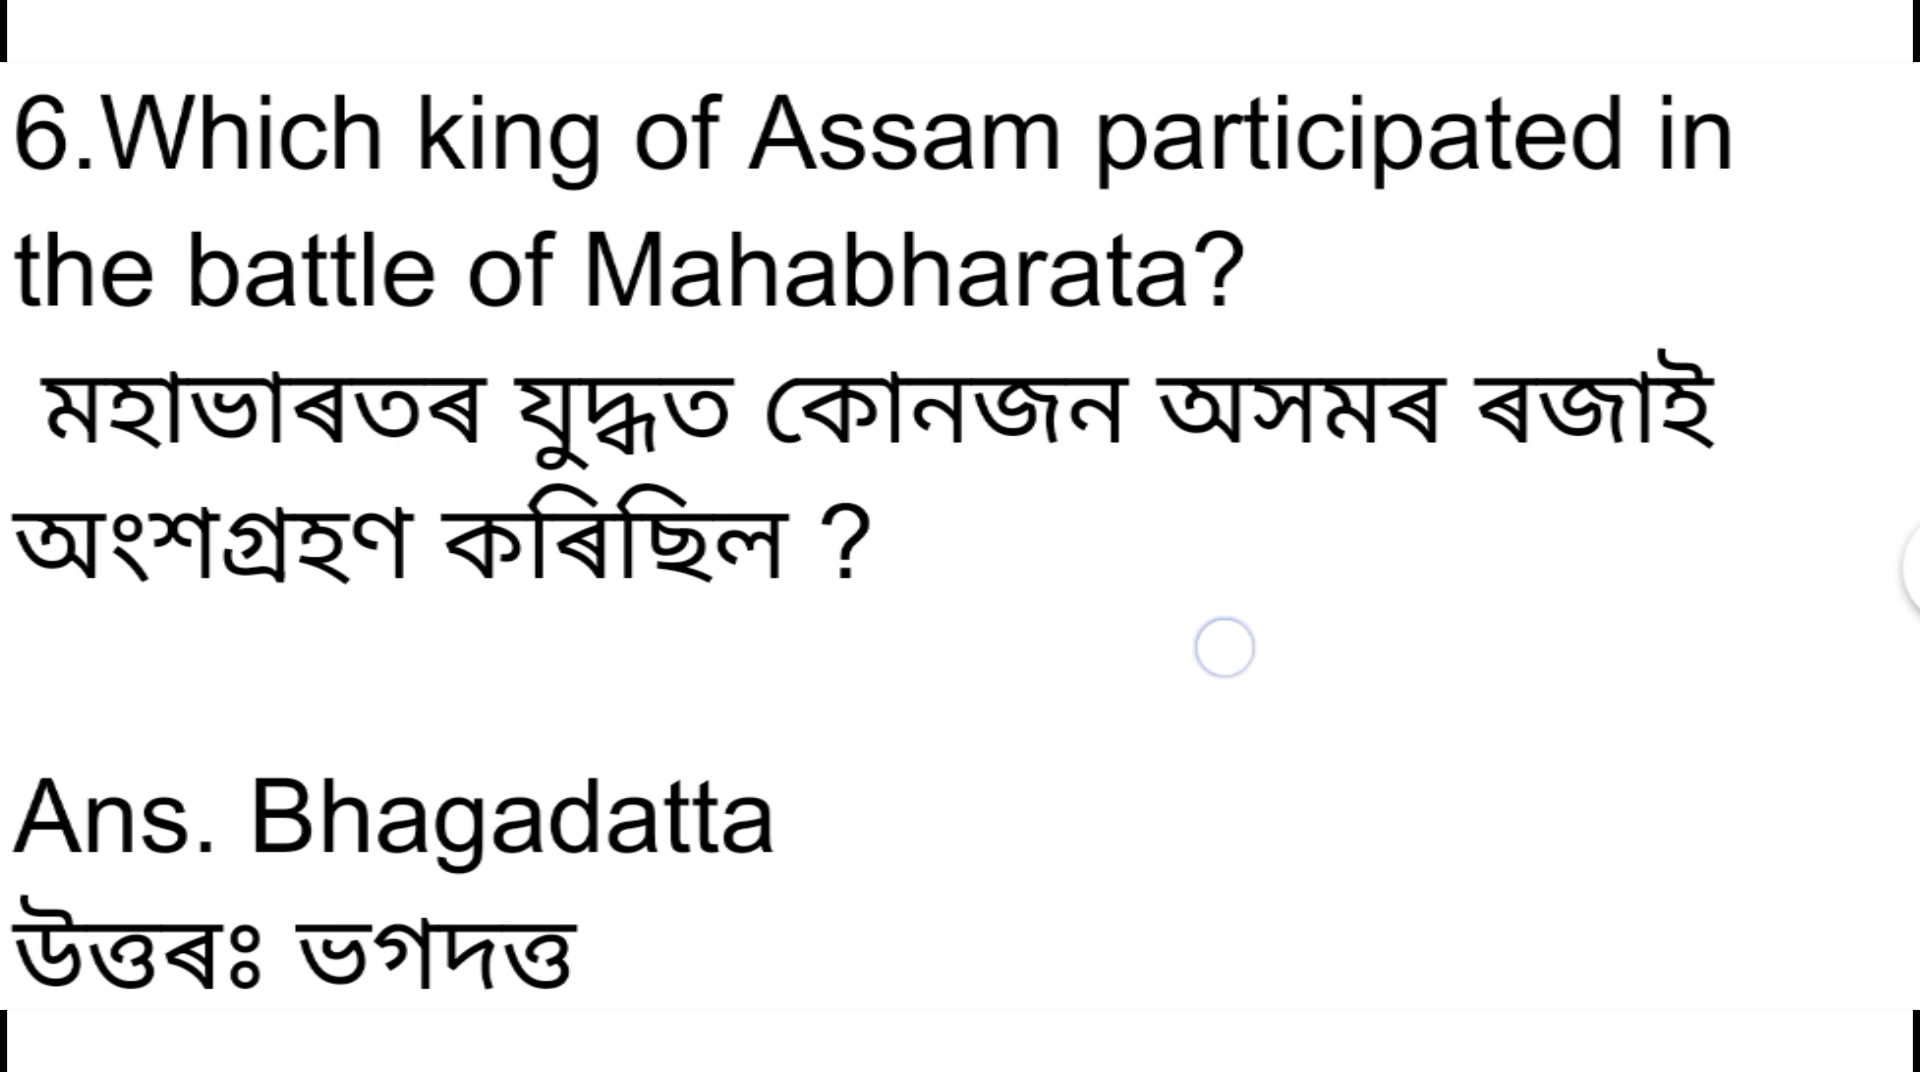 6.Which king of Assam participated in
the battle of Mahabharata?
মহাভাৰতৰ যুদ্ধত কোনজন অসমৰ ৰজাই
অংশগ্ৰহণ কৰিছিল ?
Ans. Bhagadatta
উত্তৰঃ ভগদত্ত